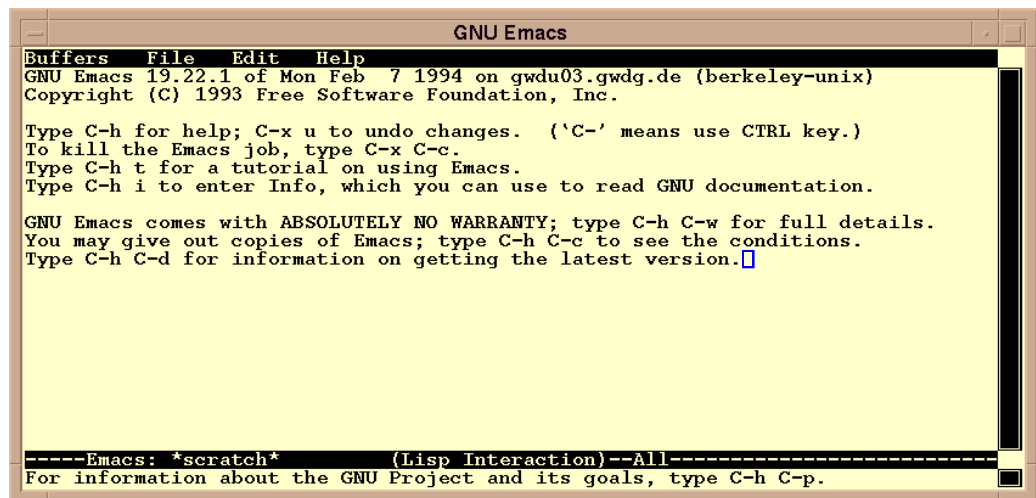 GNU Emacs
Buffers File Edit Help
GNU Emacs 19.22.1 of Mon Feb  7 1994 on gwdu03.gwdg.de (berkeley-unix)
Copyright (C) 1993 Free Software Foundation, Inc.
Type C-h for help; C-x u to undo changes.  (`C-' means use CTRL key.)
To kill the Emacs job, type C-x C-c.
Type C-h t for a tutorial on using Emacs.
Type C-h i to enter Info, which you can use to read GNU documentation.
GNU Emacs comes with ABSOLUTELY NO WARRANTY; type C-h C-w for full details.
You may give out copies of Emacs; type C-h C-c to see the conditions.
Type C-h C-d for information on getting the latest version.
-----Emacs: *scratch*         (Lisp Interaction)--All--------------------------
For information about the GNU Project and its goals, type C-h C-p.